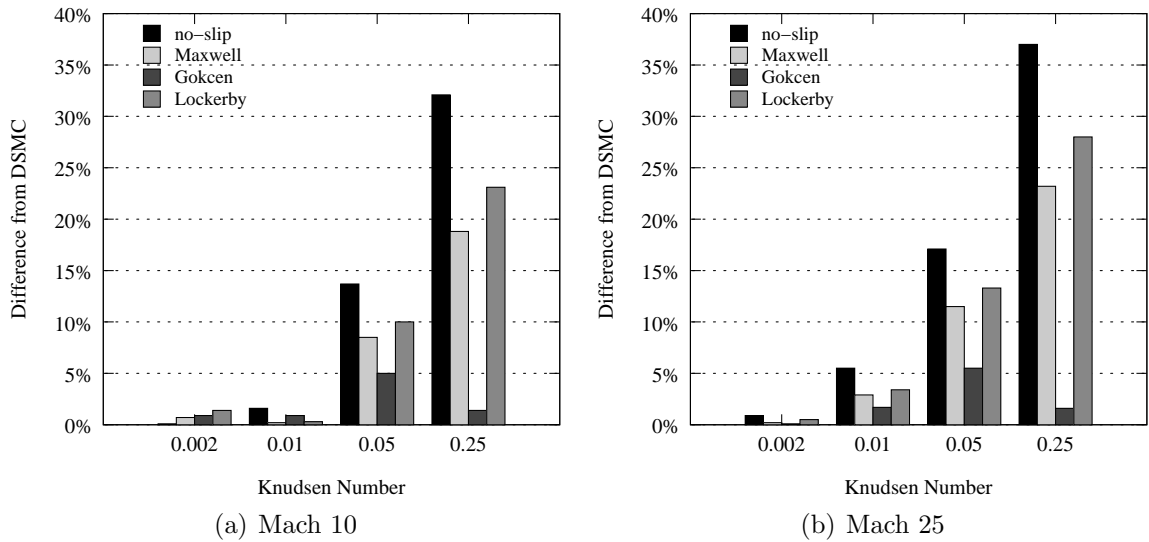 40%
35%
30%
25%
20%
15%
10%
5%
0%
Difference from DSMC
no-slip
Maxwell
Gokcen
Lockerby
0.002 0.01 0.05 0.25
Knudsen Number
(a) Mach 10
40%
35%
30%
25%
20%
15%
10%
5%
0%
Difference from DSMC
no-slip
Maxwell
Gokcen
Lockerby
0.002 0.01 0.05 0.25
Knudsen Number
(b) Mach 25